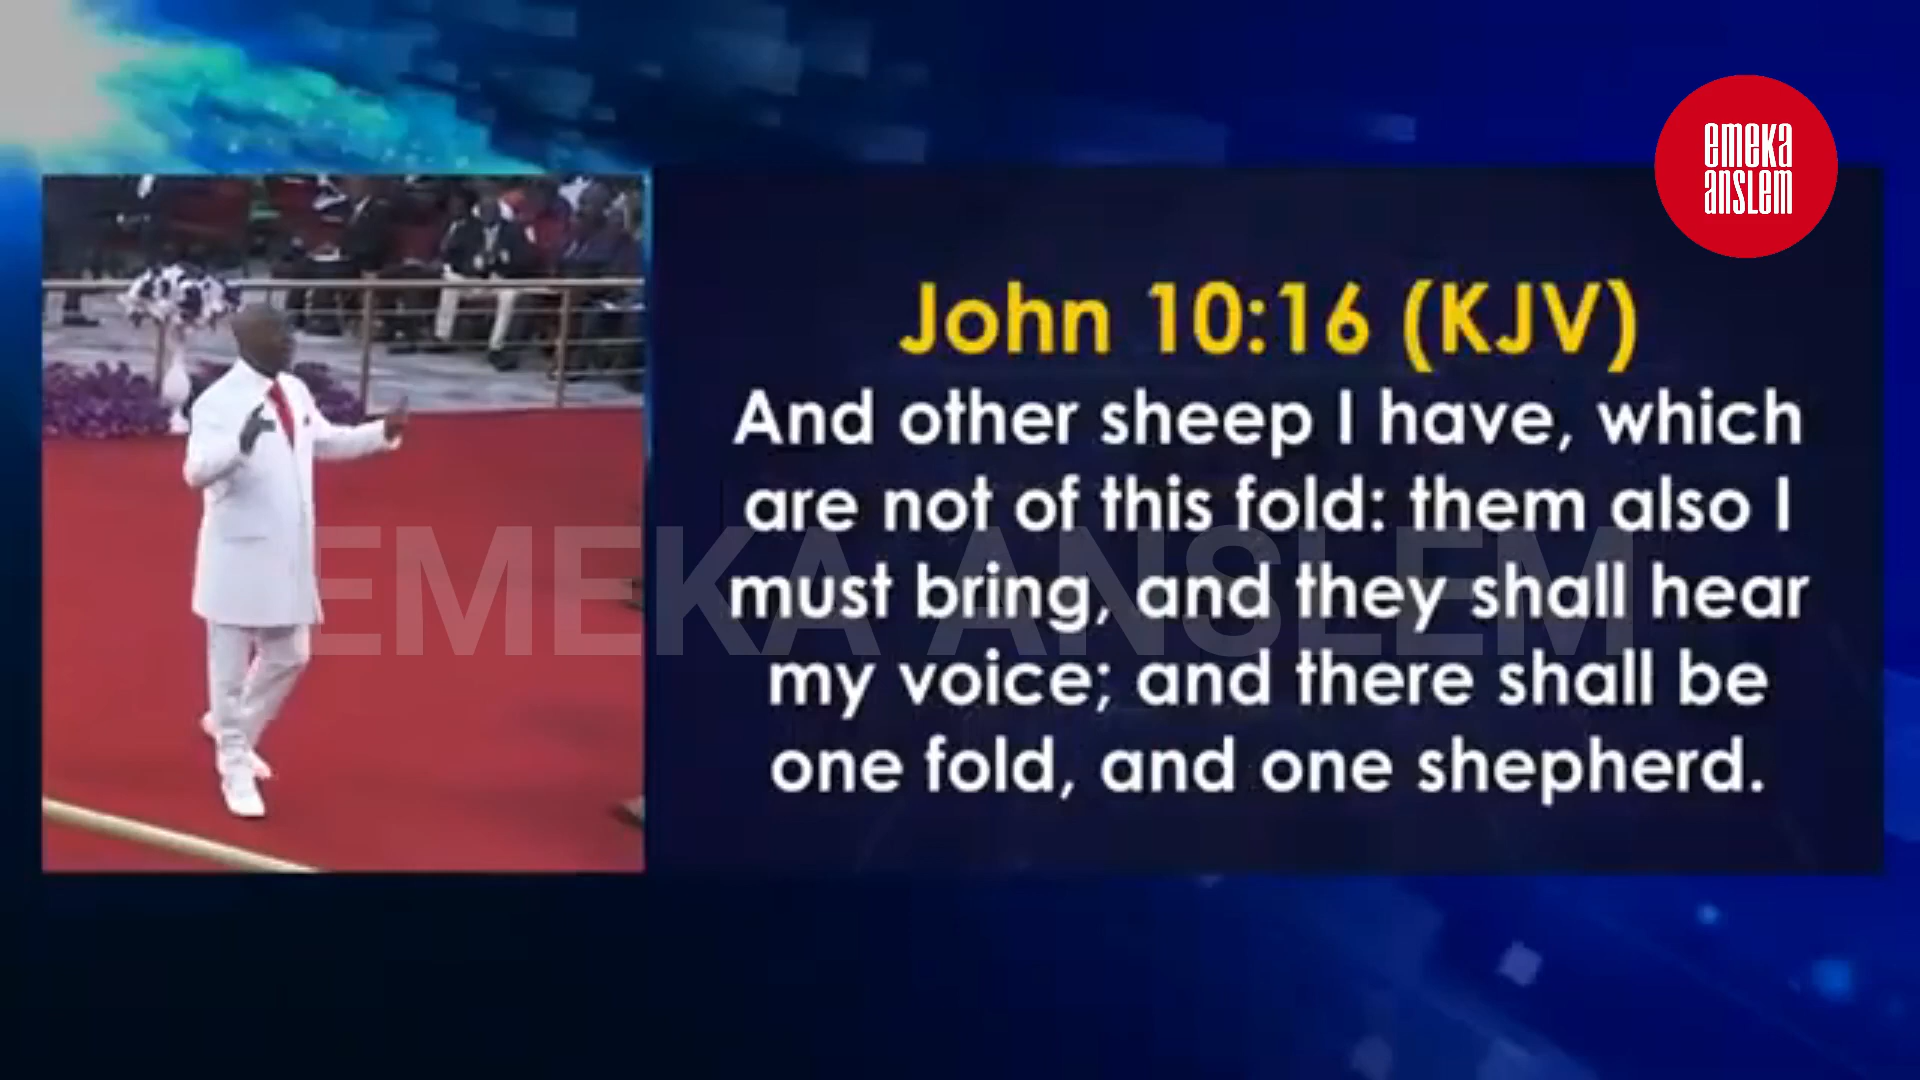 emeka
anslem
John 10:16 (KJV)
And other sheep I have, which
are not of this fold: them also I
must bring, and they shall hear
my voice; and there shall be
one fold, and one shepherd.
EMEKA ANSLEM